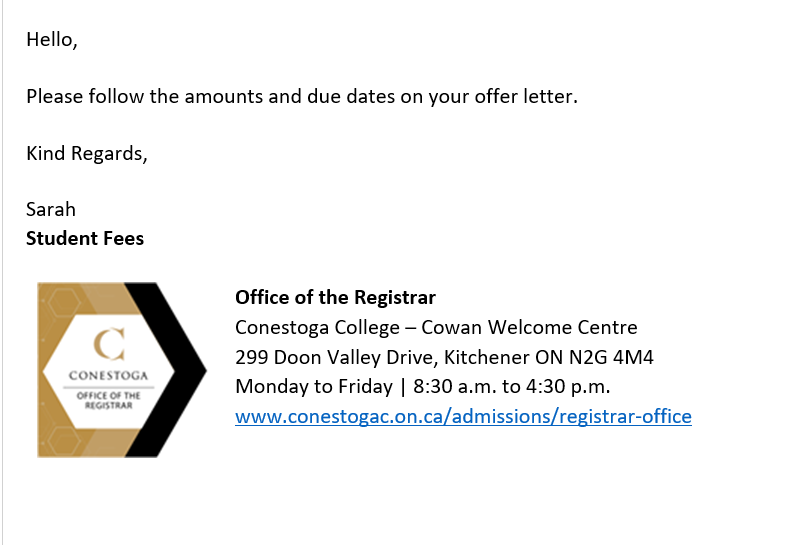 Hello,
Please follow the amounts and due dates on your offer letter.
Kind Regards,
Sarah
Student Fees
C
CONESTOGA
OFFICE OF THE
REGISTRAR
Office of the Registrar
Conestoga College – Cowan Welcome Centre
299 Doon Valley Drive, Kitchener ON N2G 4M4
Monday to Friday | 8:30 a.m. to 4:30 p.m.
www.conestogac.on.ca/admissions/registrar-office